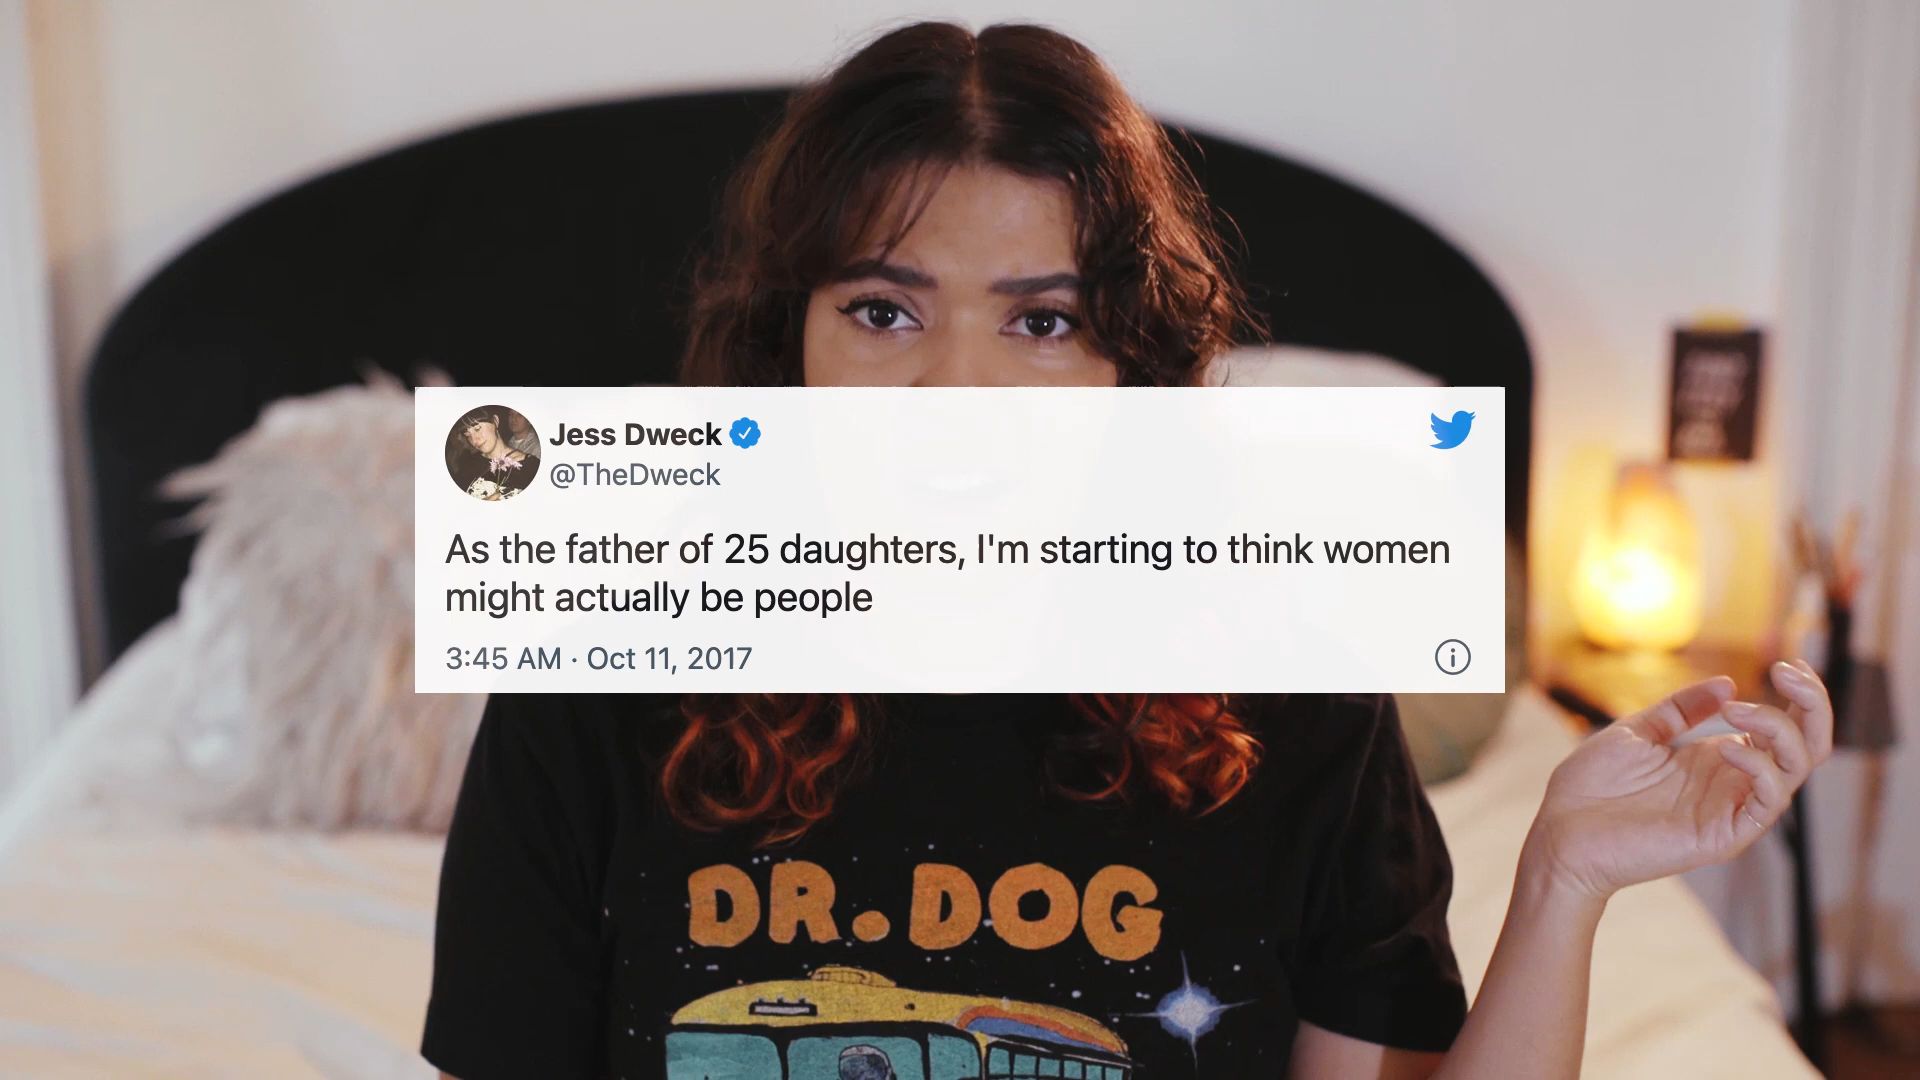 Jess Dweck
@TheDweck
As the father of 25 daughters, I'm starting to think women
might actually be people
3:45 AM · Oct 11, 2017
DR. DOG